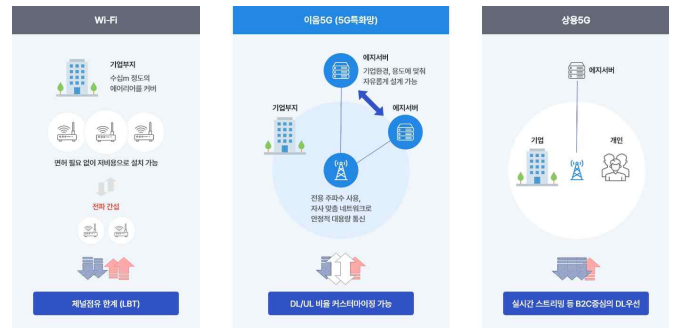 Wi-Fi
기업부지
수십m 정도의
에어리어를 커버
면허 필요 없이 저비용으로 설치 가능
전파 간섭
채널점유 한계 (LBT)
이음5G (5G특화망)
에지서버
기업환경, 용도에 맞춰
자유롭게 설계 가능
기업부지
에지서버
전용 주파수 사용,
자사 맞춤 네트워크로
안정적 대용량 통신
DL/UL 비율 커스터마이징 가능
상용5G
에지서버
기업
개인
실시간 스트리밍 등 B2C중심의 DL우선